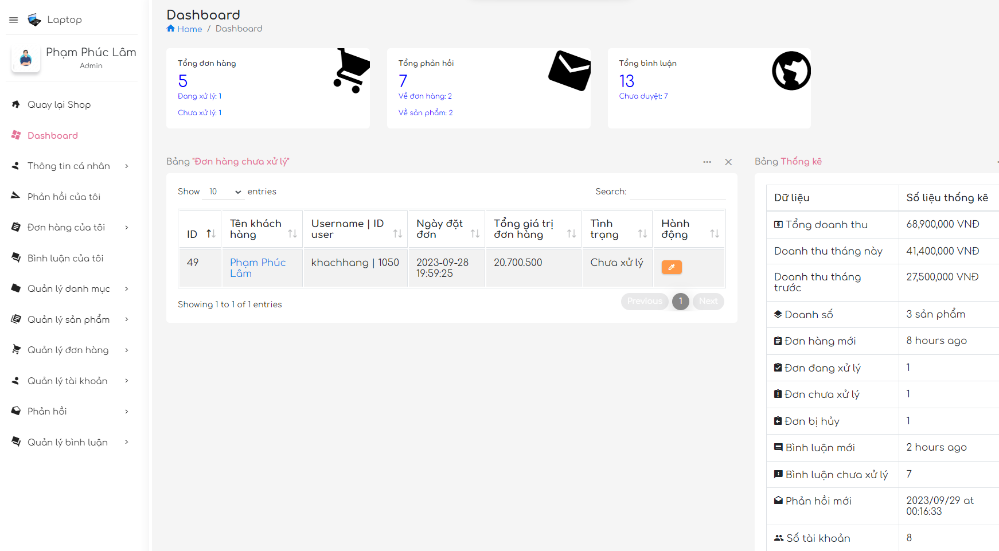 Laptop
Phạm Phúc Lâm
Admin
Quay lại Shop
Dashboard
Thông tin cá nhân
Phản hồi của tôi
Đơn hàng của tôi
Bình luận của tôi
Quản lý danh mục
Quản lý sản phẩm
Quản lý đơn hàng
Quản lý tài khoản
Phản hồi
Quản lý bình luận
Dashboard
Home / Dashboard
Tổng đơn hàng
5
Đang xử lý: 1
Chưa xử lý: 1
Tổng phản hồi
7
Về đơn hàng: 2
Về sản phẩm: 2
Tổng bình luận
13
Chưa duyệt: 7
Bảng "Đơn hàng chưa xử lý"
Show 10 entries
Search:
ID
Tên khách
hàng
Username | ID
user
Ngày đặt
đơn
Tổng giá trị
đơn hàng
Tình
trạng
Hành
động
49
Phạm Phúc
Lâm
khachhang | 1050
2023-09-28
19:59:25
20.700.500
Chưa xử lý
Showing 1 to 1 of 1 entries
Previous 1 Next
Bảng Thống kê
Dữ liệu Số liệu thống kê
Tổng doanh thu 68,900,000 VNĐ
Doanh thu tháng này 41,400,000 VNĐ
Doanh thu tháng
trước
27,500,000 VNĐ
Doanh số 3 sản phẩm
Đơn hàng mới 8 hours ago
Đơn đang xử lý 1
Đơn chưa xử lý 1
Đơn bị hủy 1
Bình luận mới 2 hours ago
Bình luận chưa xử lý 7
Phản hồi mới
2023/09/29 at
00:16:33
Số tài khoản 8